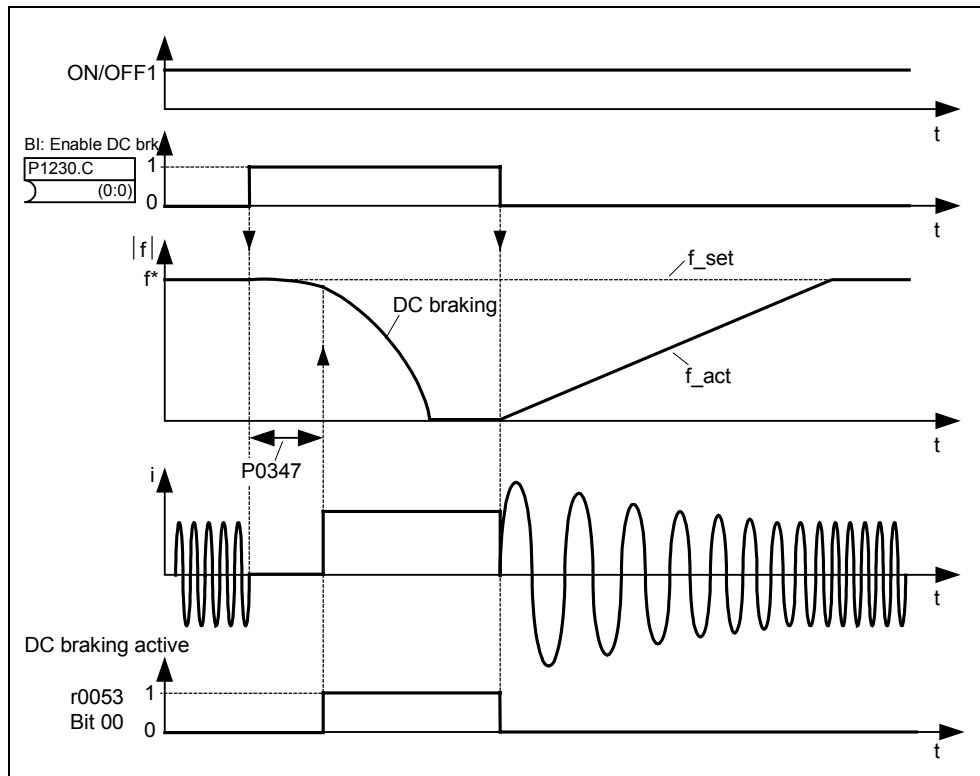 ON/OFF1
t
BI: Enable DC brk
P1230.C
(0:0)
1
0
t
|f|
f*
f_set
DC braking
f_act
t
P0347
i
t
DC braking active
r0053
Bit 00
1
0
t